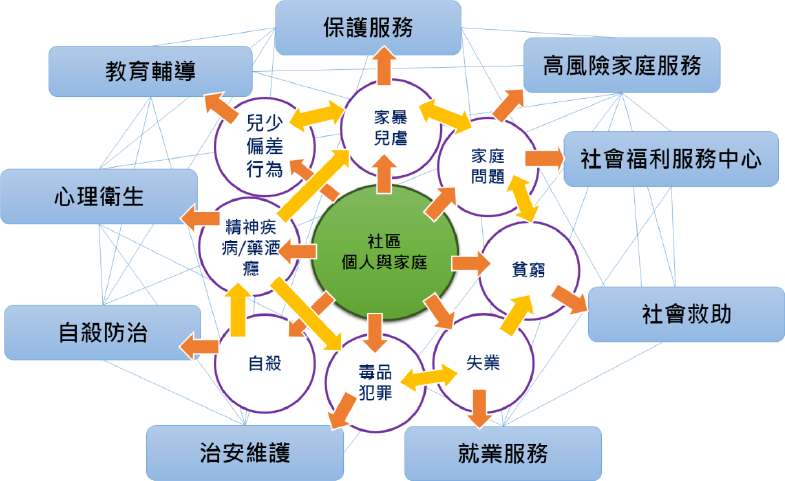 保護服務
教育輔導
高風險家庭服務
家暴
兒虐
兒少
偏差
行為
家庭
問題
社會福利服務中心
心理衛生
精神疾
病/藥酒
癮
社區
個人與家庭
貧窮
社會救助
自殺防治
自殺
毒品
犯罪
失業
治安維護
就業服務